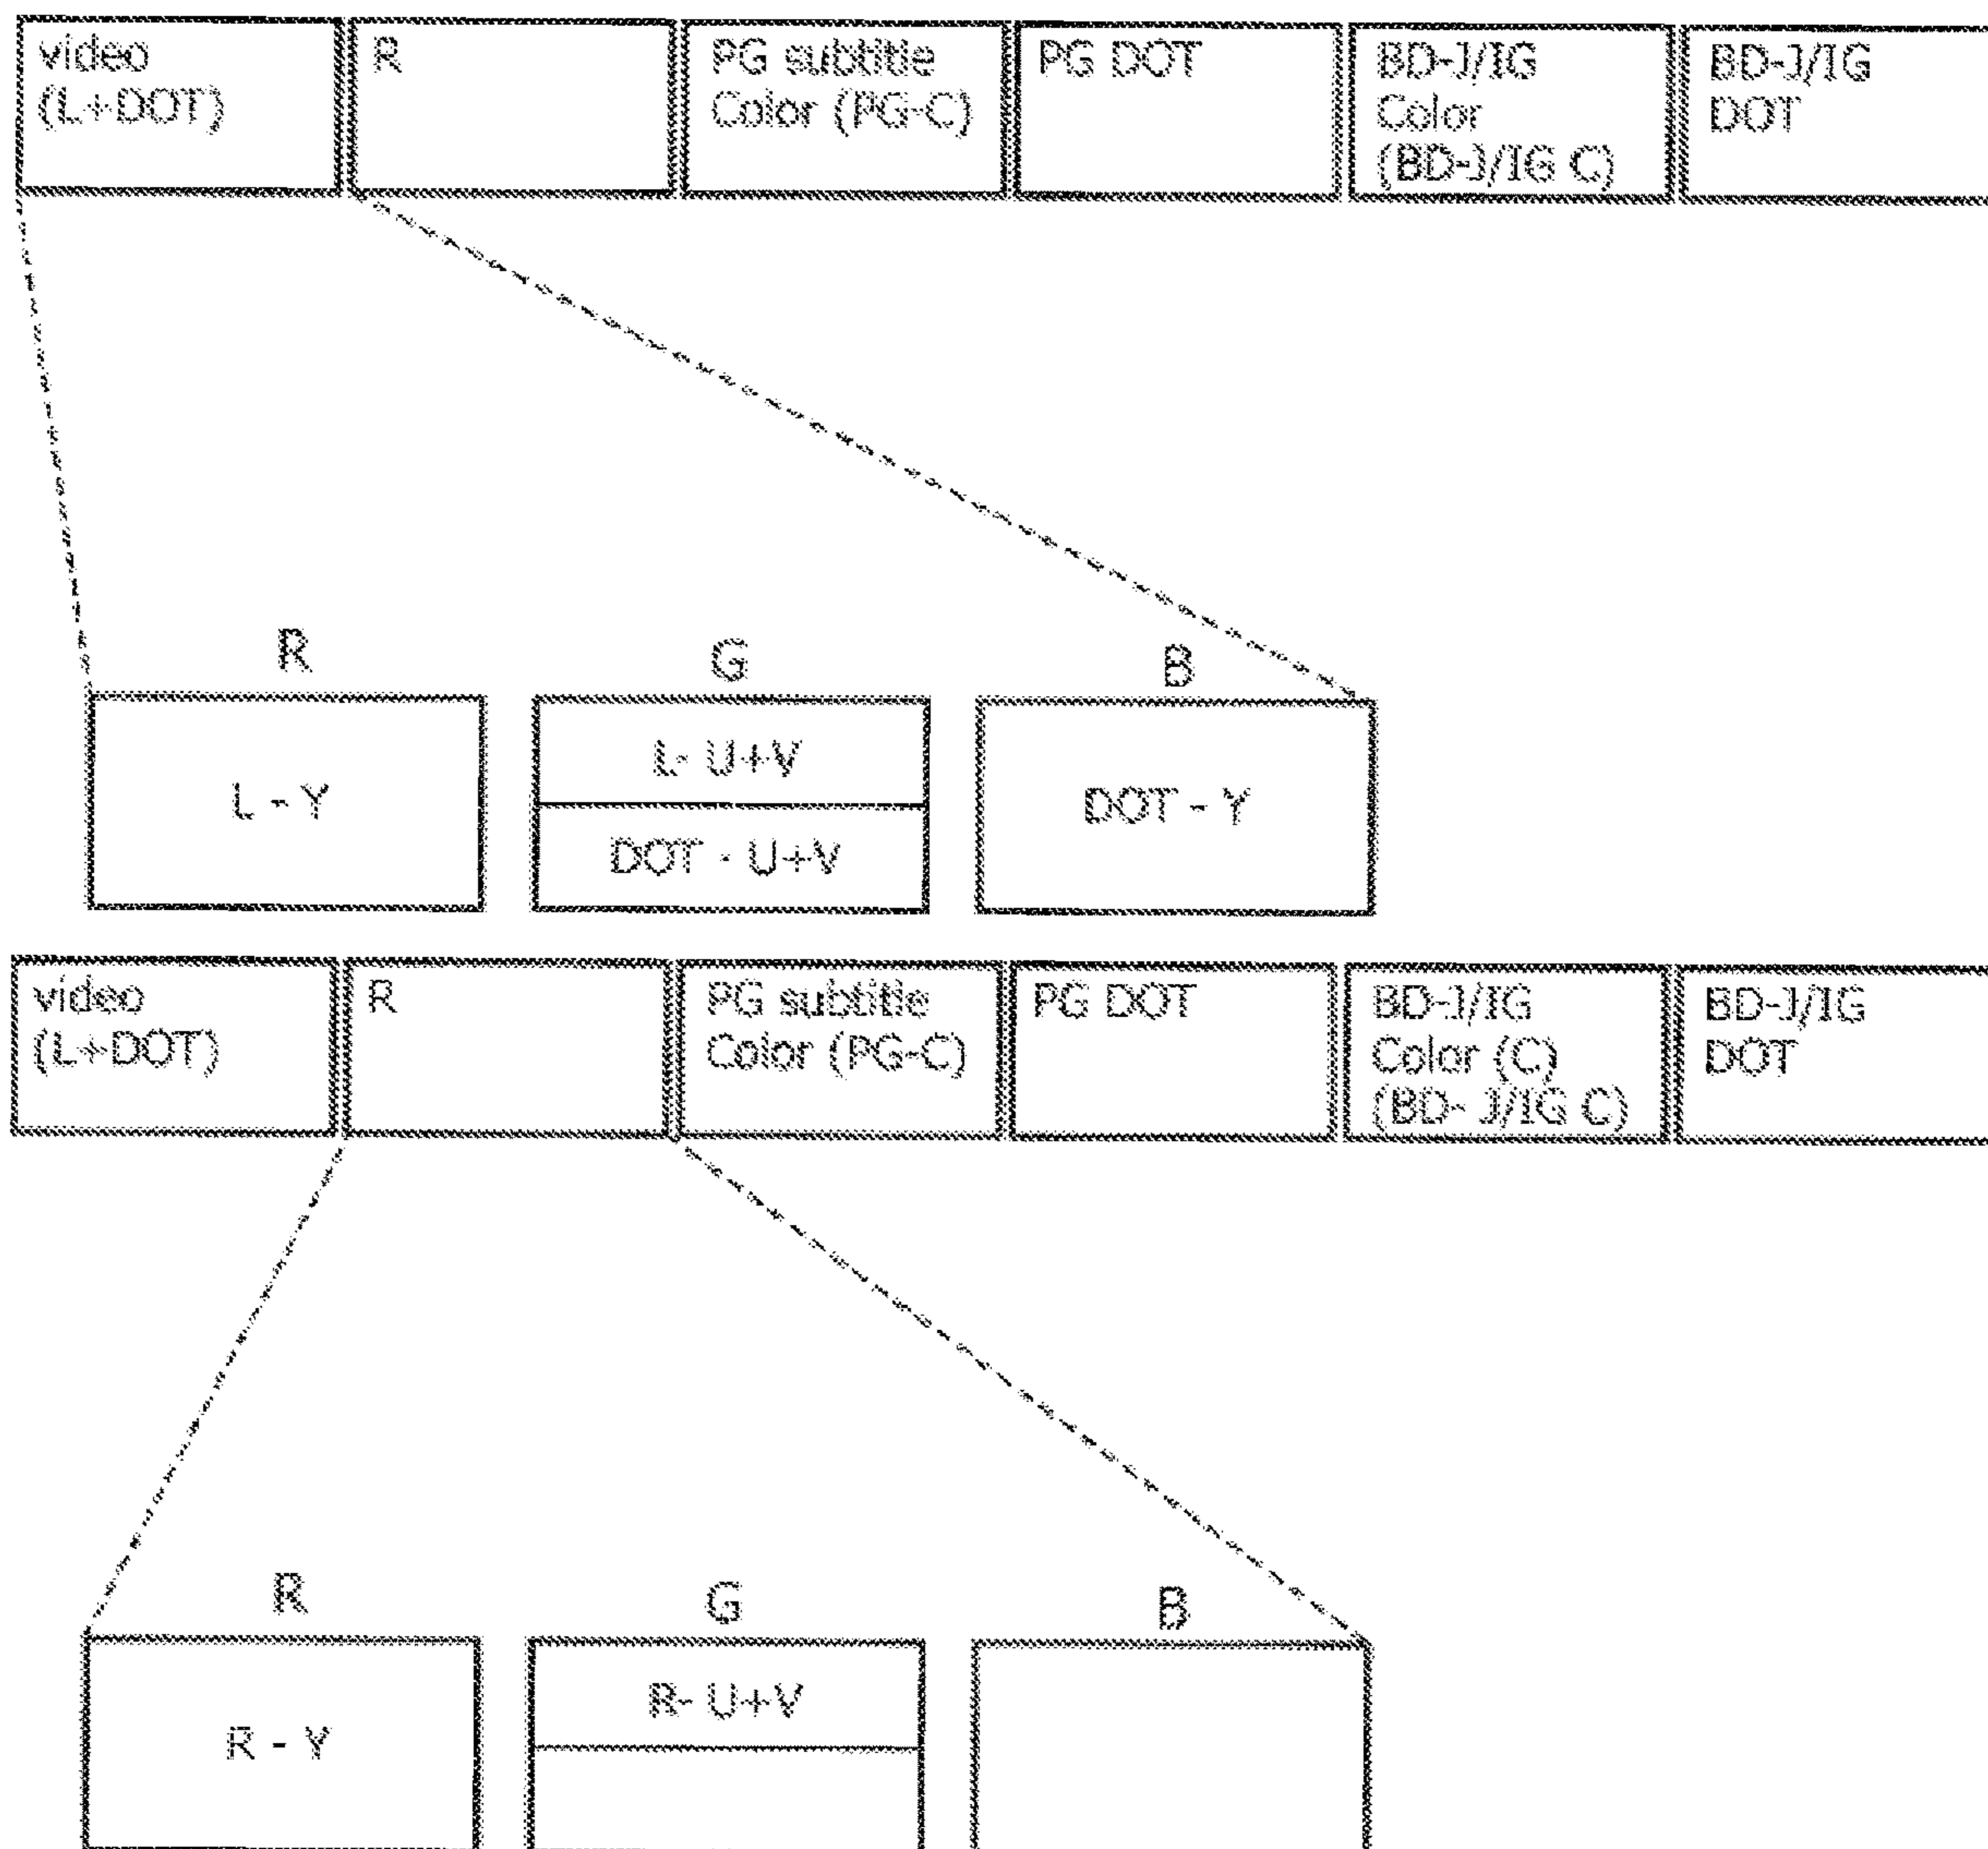 video
(L+DOT)
R
PG subtitle
Color (PG-C)
PG DOT
BD-J/IG
Color
(BD-J/IG C)
BD-J/IG
DOT
R
G
B
L - Y
L- U+V
DOT - U+V
DOT - Y
video
(L+DOT)
R
PG subtitle
Color (PG-C)
PG DOT
BD-J/IG
Color (C)
(BD- J/IG C)
BD-J/IG
DOT
R
G
B
R - Y
R- U+V